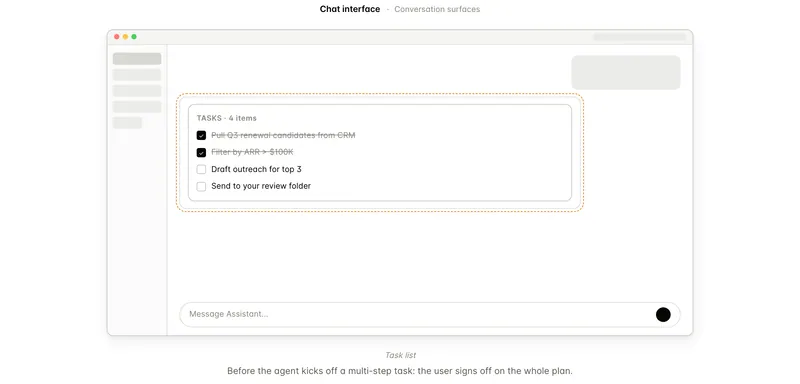 Chat interface · Conversation surfaces
TASKS · 4 items
Pull Q3 renewal candidates from CRM
Filter by ARR > $100K
Draft outreach for top 3
Send to your review folder
Message Assistant...
Task list
Before the agent kicks off a multi-step task: the user signs off on the whole plan.